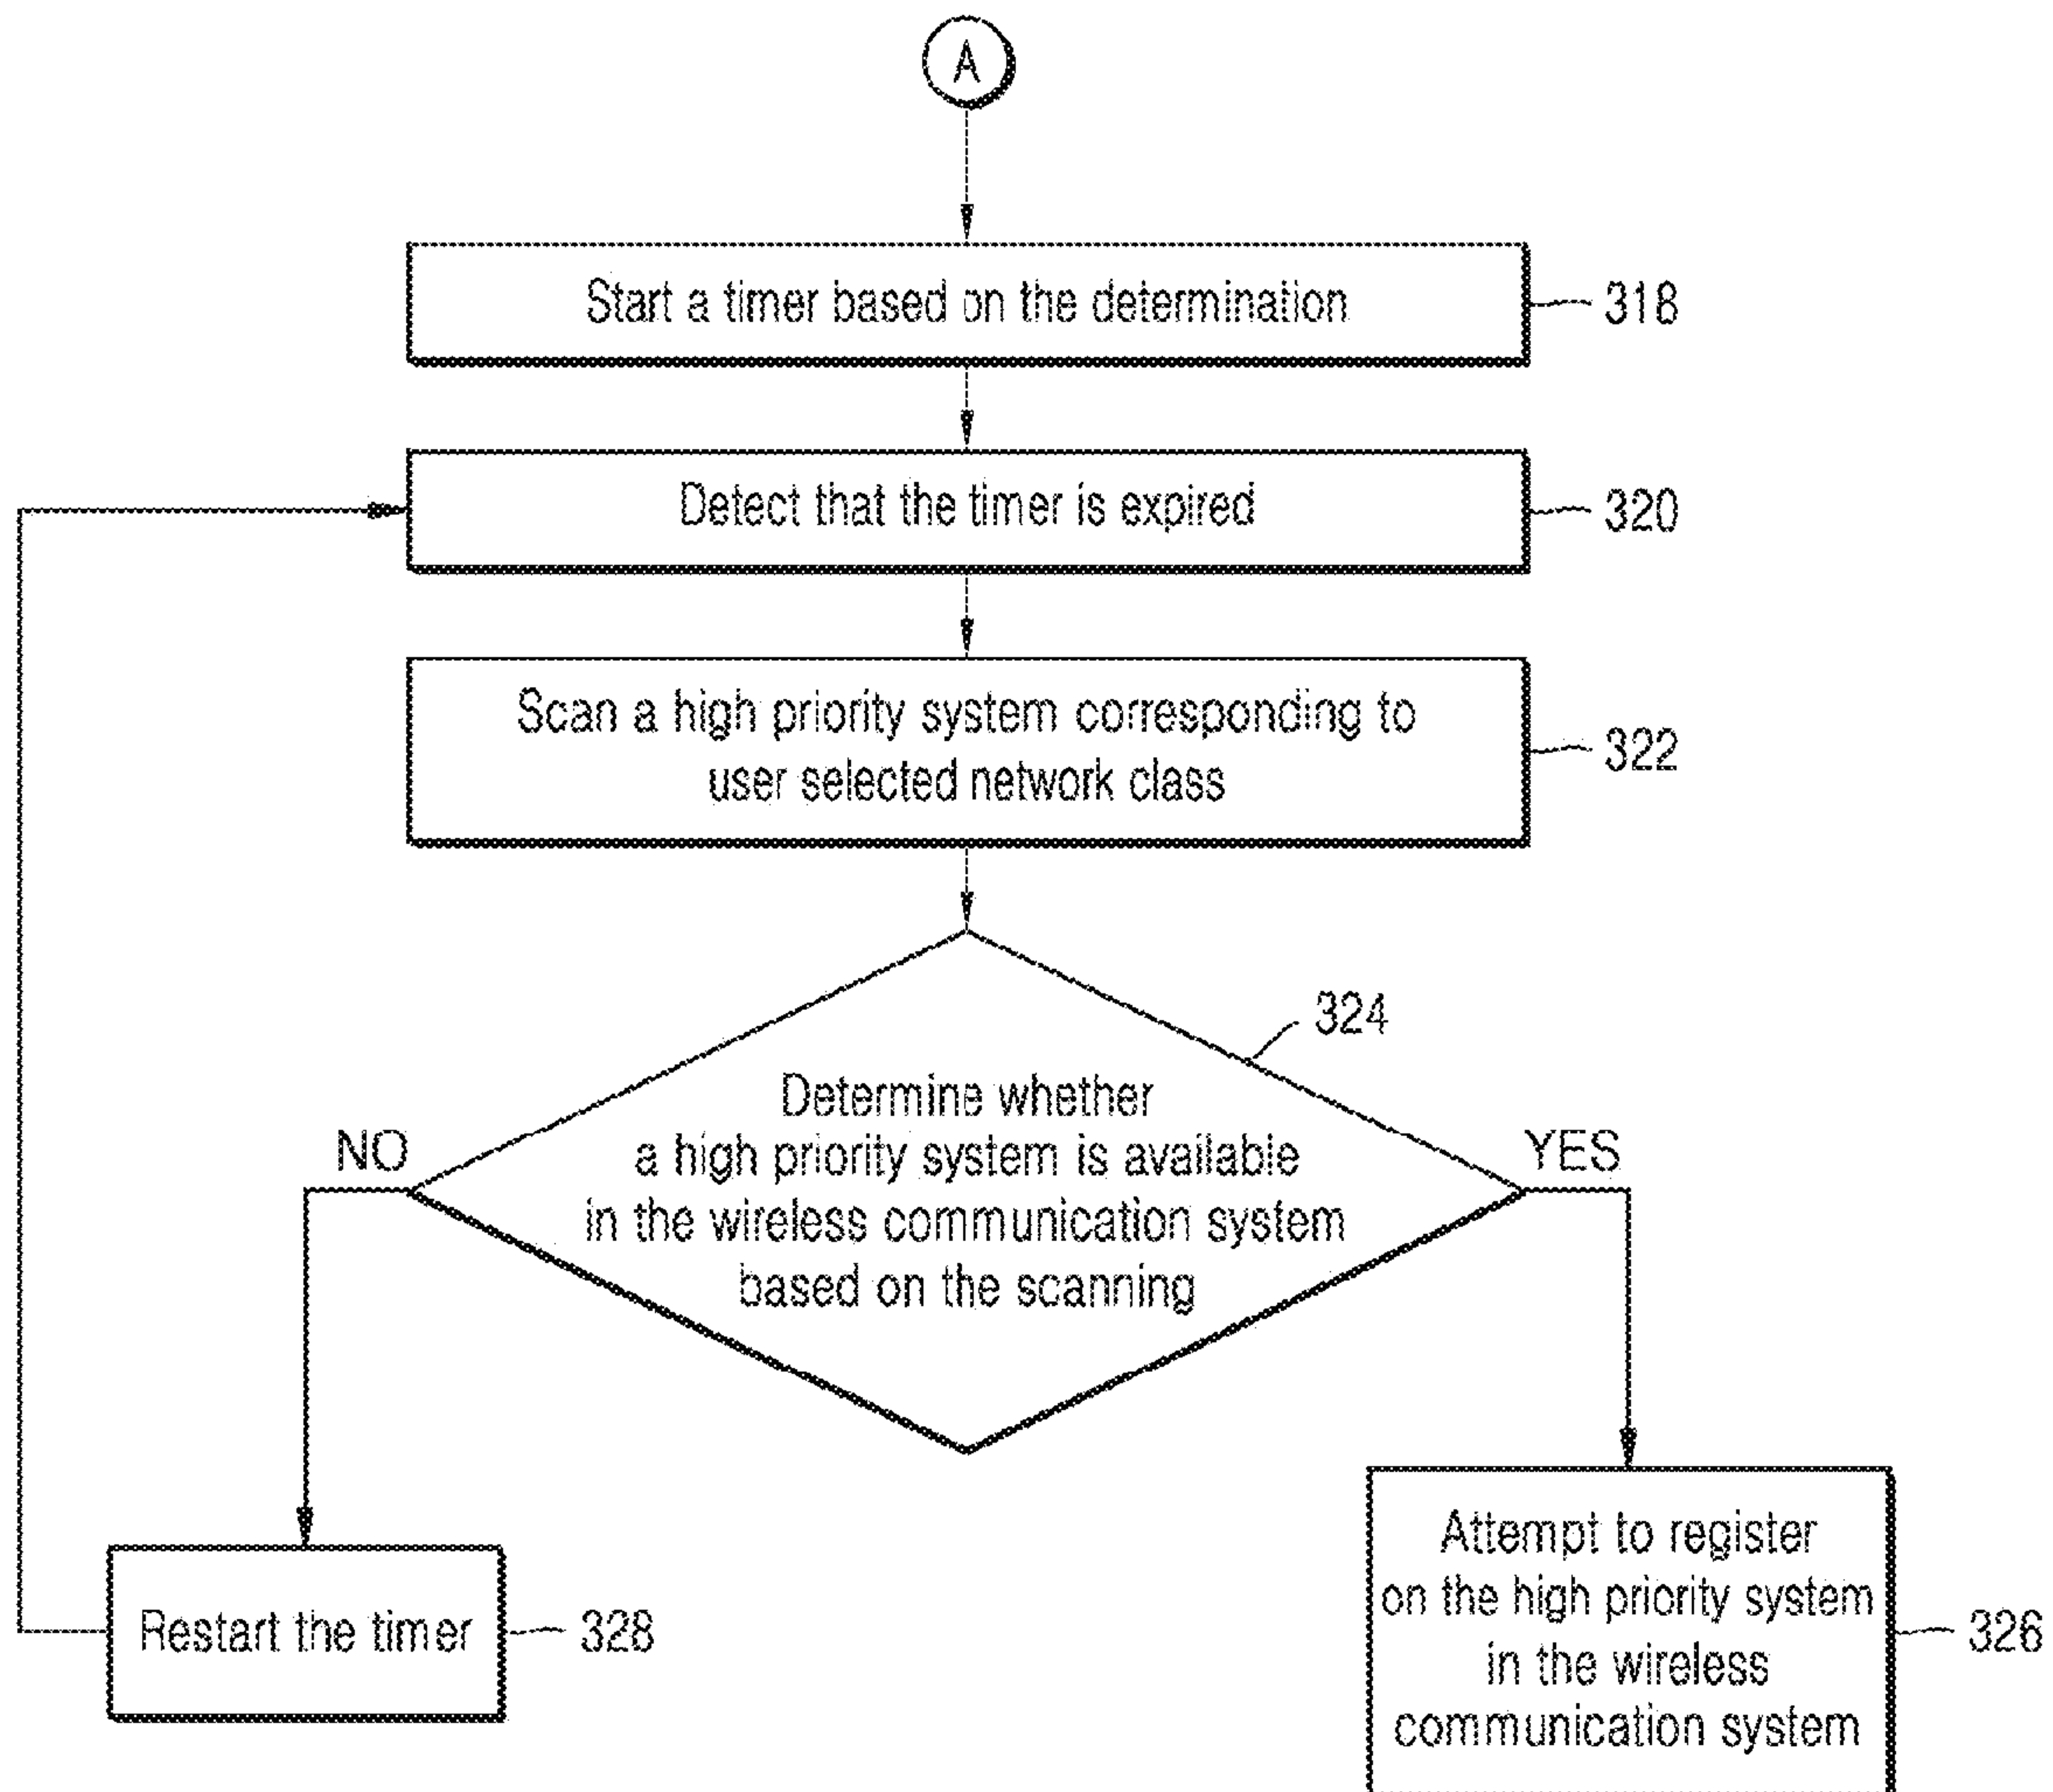 A
Start a timer based on the determination
318
Detect that the timer is expired
320
Scan a high priority system corresponding to
user selected network class
322
324
Determine whether
a high priority system is available
in the wireless communication system
based on the scanning
NO
YES
Attempt to register
on the high priority system
in the wireless
communication system
326
Restart the timer
328